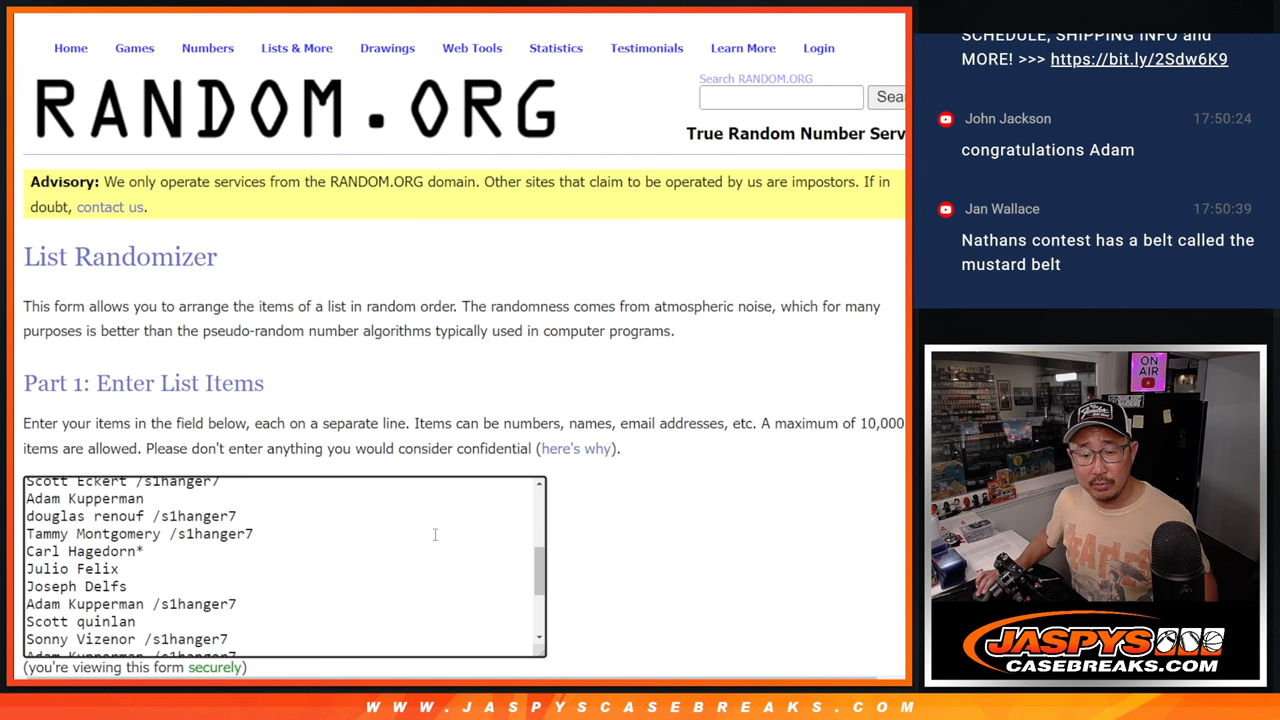 Home Games Numbers Lists & More Drawings Web Tools Statistics Testimonials Learn More Login
RANDOM.ORG
Search RANDOM.ORG
True Random Number Serv
Advisory: We only operate services from the RANDOM.ORG domain. Other sites that claim to be operated by us are impostors. If in
doubt, contact us.
List Randomizer
This form allows you to arrange the items of a list in random order. The randomness comes from atmospheric noise, which for many
purposes is better than the pseudo-random number algorithms typically used in computer programs.
Part 1: Enter List Items
Enter your items in the field below, each on a separate line. Items can be numbers, names, email addresses, etc. A maximum of 10,000
items are allowed. Please don't enter anything you would consider confidential (here's why).
Scott Eckert /s1hanger7
Adam Kupperman
douglas renouf /s1hanger7
Tammy Montgomery /s1hanger7
Carl Hagedorn*
Julio Felix
Joseph Delfs
Adam Kupperman /s1hanger7
Scott quinlan
Sonny Vizenor /s1hanger7
Adam Kupperman /s1hanger7
(you're viewing this form securely)
SCHEDULE, SHIPPING INFO and
MORE! >>> https://bit.ly/2Sdw6K9
John Jackson 17:50:24
congratulations Adam
Jan Wallace 17:50:39
Nathans contest has a belt called the
mustard belt
ON
AIR
JASPYS
CASEBREAKS.COM
WWW.JASPYSCASEBREAKS.COM